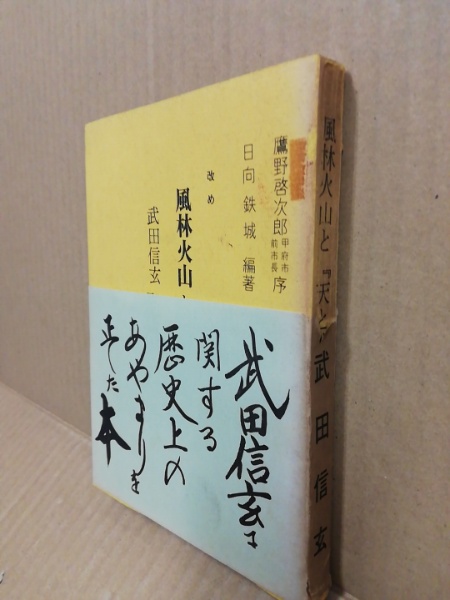 鷹野啓次郎 甲府市前市長 序
日向鉄城 編著
改め
風林火山
武田信玄
武田信玄に
関する
歴史上の
あやまりを
正した
本
風林火山と『天と 武田信玄